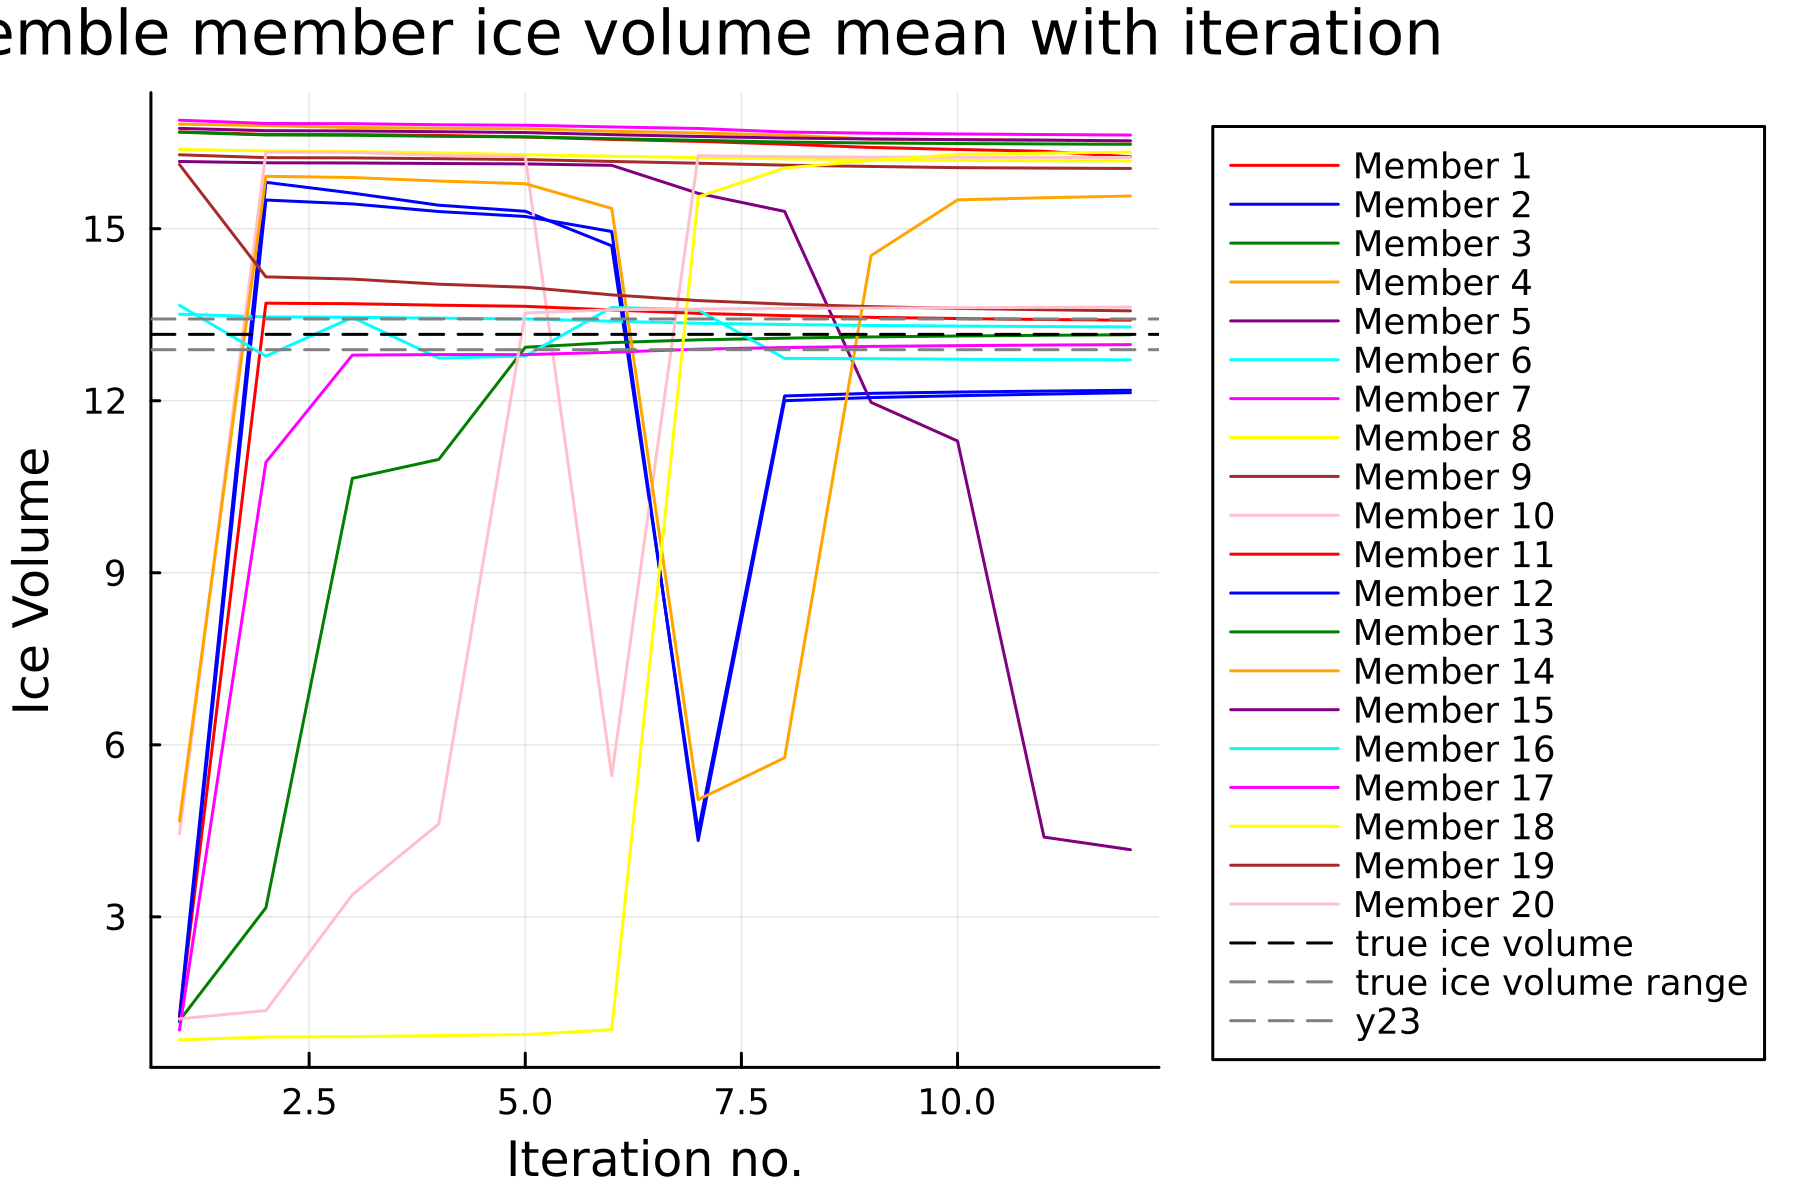 emble member ice volume mean with iteration
Ice Volume
15
12
9
6
3
2.5 5.0 7.5 10.0
Iteration no.
Member 1
Member 2
Member 3
Member 4
Member 5
Member 6
Member 7
Member 8
Member 9
Member 10
Member 11
Member 12
Member 13
Member 14
Member 15
Member 16
Member 17
Member 18
Member 19
Member 20
true ice volume
true ice volume range
y23